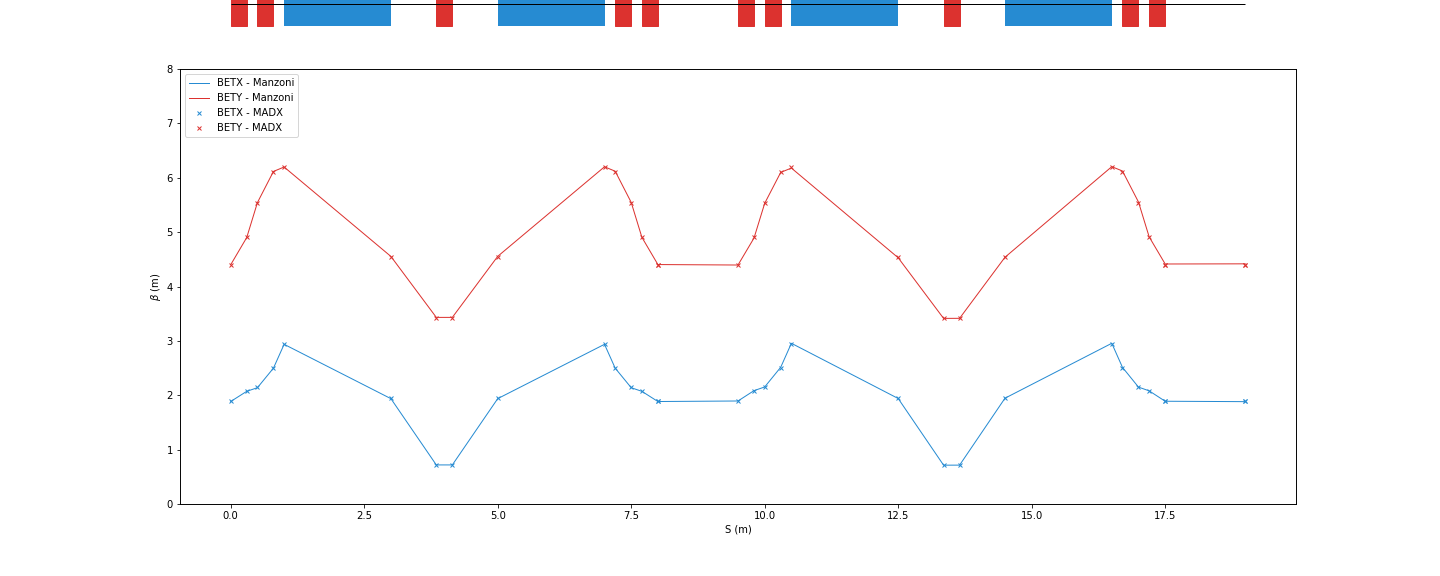 8
BETX - Manzoni
BETY - Manzoni
BETX - MADX
BETY - MADX
7
6
5
4
3
2
1
0
β (m)
0.0 2.5 5.0 7.5 10.0 12.5 15.0 17.5
S (m)